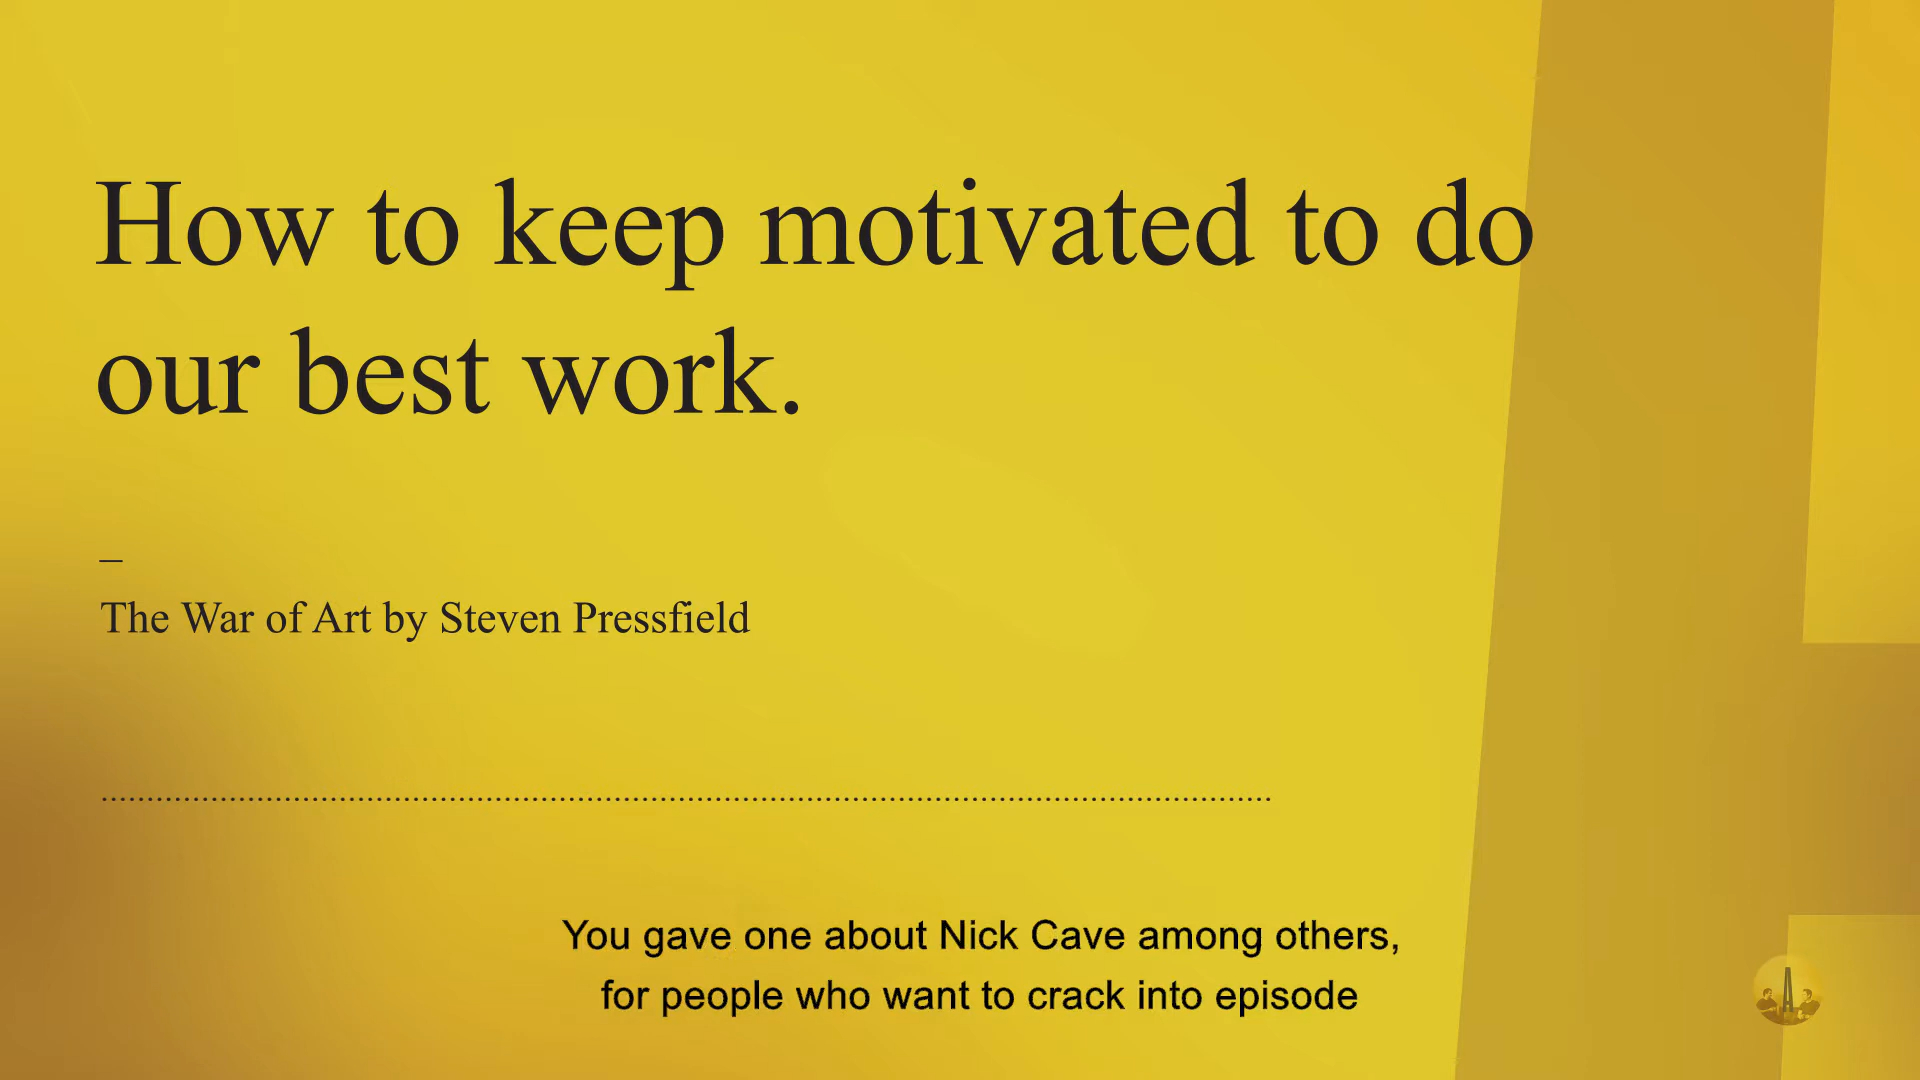 How to keep motivated to do
our best work.
–
The War of Art by Steven Pressfield
You gave one about Nick Cave among others,
for people who want to crack into episode